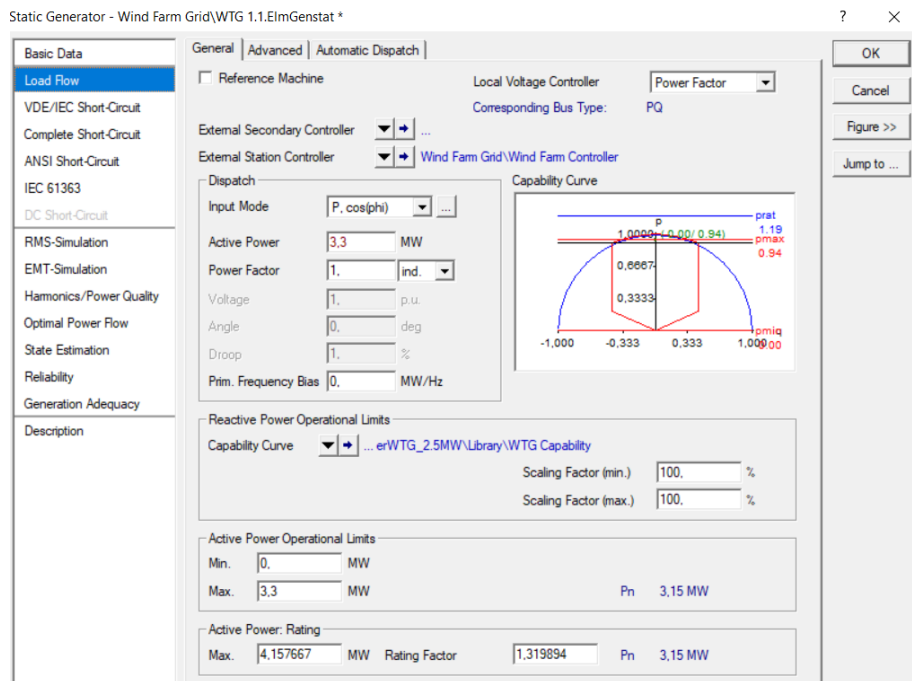 Static Generator - Wind Farm Grid\WTG 1.1.ElmGenstat *
? ×
Basic Data
Load Flow
VDE/IEC Short-Circuit
Complete Short-Circuit
ANSI Short-Circuit
IEC 61363
DC Short-Circuit
RMS-Simulation
EMT-Simulation
Harmonics/Power Quality
Optimal Power Flow
State Estimation
Reliability
Generation Adequacy
Description
General Advanced Automatic Dispatch
Reference Machine
Local Voltage Controller Power Factor
Corresponding Bus Type: PQ
External Secondary Controller ...
External Station Controller Wind Farm Grid\Wind Farm Controller
Dispatch
Input Mode P, cos(phi) ...
Active Power 3,3 MW
Power Factor 1, ind.
Voltage 1, p.u.
Angle 0, deg
Droop 1, %
Prim. Frequency Bias 0, MW/Hz
Capability Curve
prat
1.19
p
1,0000 (-0.00/ 0.94)
pmax
0.94
0,6667
0,3333
pmin
0.00
-1,000 -0,333 0,333 1,000
Reactive Power Operational Limits
Capability Curve ... erWTG_2.5MW\Library\WTG Capability
Scaling Factor (min.) 100, %
Scaling Factor (max.) 100, %
Active Power Operational Limits
Min. 0, MW
Max. 3,3 MW Pn 3,15 MW
Active Power: Rating
Max. 4,157667 MW Rating Factor 1,319894 Pn 3,15 MW
OK
Cancel
Figure >>
Jump to ...